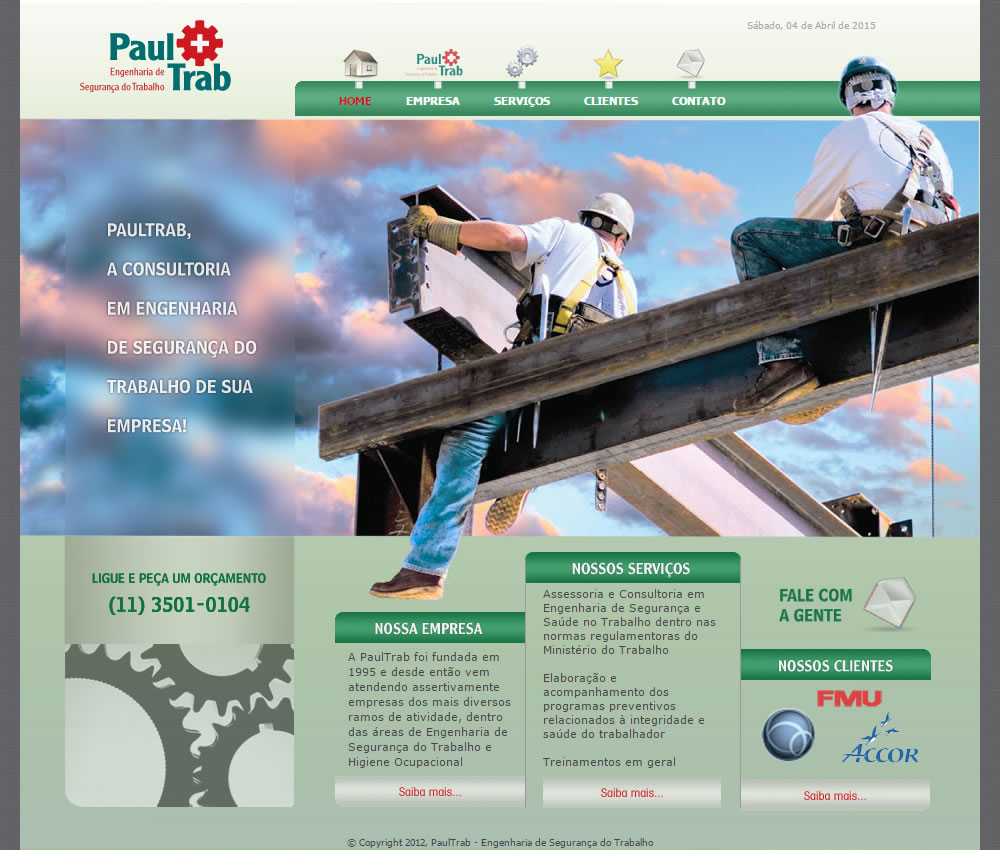 Sábado, 04 de Abril de 2015
Paul
Trab
Engenharia de
Segurança do Trabalho
Paul
Trab
HOME
EMPRESA
SERVIÇOS
CLIENTES
CONTATO
PAULTRAB,
A CONSULTORIA
EM ENGENHARIA
DE SEGURANÇA DO
TRABALHO DE SUA
EMPRESA!
LIGUE E PEÇA UM ORÇAMENTO
(11) 3501-0104
NOSSA EMPRESA
A PaulTrab foi fundada em
1995 e desde então vem
atendendo assertivamente
empresas dos mais diversos
ramos de atividade, dentro
das áreas de Engenharia de
Segurança do Trabalho e
Higiene Ocupacional
Saiba mais...
NOSSOS SERVIÇOS
Assessoria e Consultoria em
Engenharia de Segurança e
Saúde no Trabalho dentro nas
normas regulamentoras do
Ministério do Trabalho
Elaboração e
acompanhamento dos
programas preventivos
relacionados à integridade e
saúde do trabalhador
Treinamentos em geral
Saiba mais...
FALE COM
A GENTE
NOSSOS CLIENTES
FMU
ACCOR
Saiba mais...
© Copyright 2012, PaulTrab - Engenharia de Segurança do Trabalho